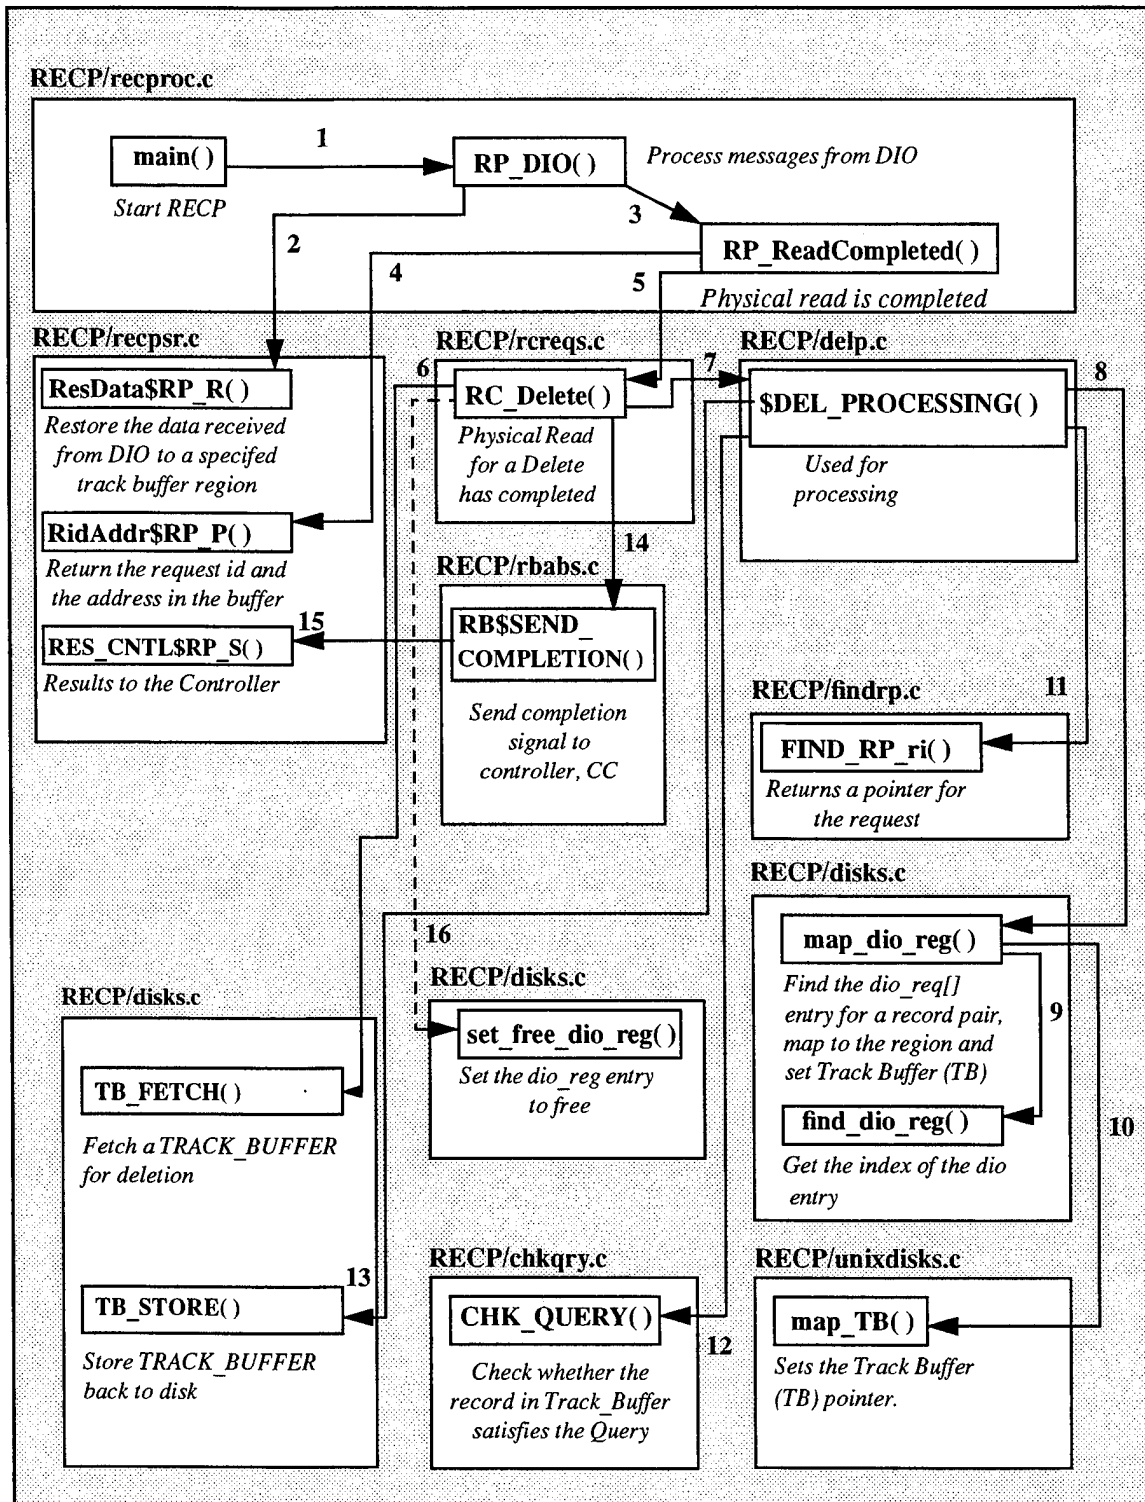 RECP/recproc.c
main( )
1
RP_DIO( )
Process messages from DIO
Start RECP
2
3
RP_ReadCompleted( )
4
5
Physical read is completed
RECP/recpsr.c
ResData$RP_R( )
Restore the data received
from DIO to a specifed
track buffer region
RidAddr$RP_P( )
Return the request id and
the address in the buffer
RES_CNTL$RP_S( )
Results to the Controller
15
RECP/rcreqs.c
6
RC_Delete( )
7
Physical Read
for a Delete
has completed
14
RECP/delp.c
$DEL_PROCESSING( )
8
Used for
processing
RECP/rbabs.c
RB$SEND_
COMPLETION( )
Send completion
signal to
controller, CC
RECP/findrp.c
11
FIND_RP_ri( )
Returns a pointer for
the request
RECP/disks.c
map_dio_reg( )
Find the dio_req[]
entry for a record pair,
map to the region and
set Track Buffer (TB)
9
find_dio_reg( )
10
Get the index of the dio
entry
16
RECP/disks.c
set_free_dio_reg( )
Set the dio_reg entry
to free
RECP/disks.c
TB_FETCH( )
Fetch a TRACK_BUFFER
for deletion
13
TB_STORE( )
Store TRACK_BUFFER
back to disk
RECP/chkqry.c
CHK_QUERY( )
12
Check whether the
record in Track_Buffer
satisfies the Query
RECP/unixdisks.c
map_TB( )
Sets the Track Buffer
(TB) pointer.